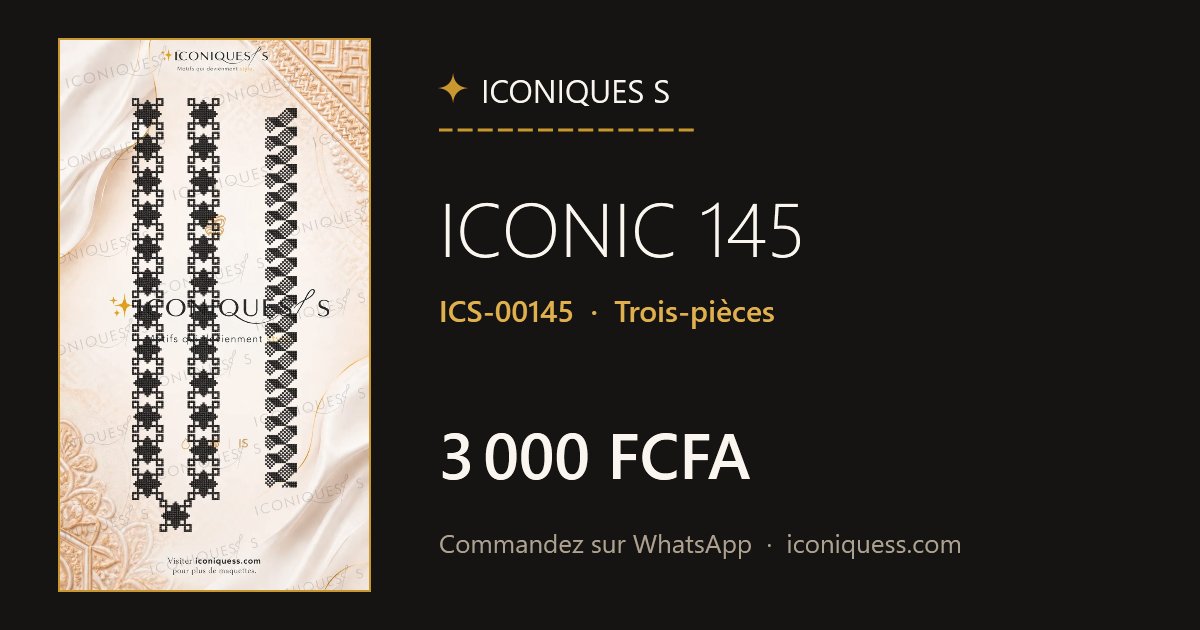 ICONIQUES S
Motifs qui deviennent style.
ICONIQUES S
Visiter iconiquess.com
pour plus de maquettes.
ICONIQUES S
ICONIC 145
ICS-00145 · Trois-pièces
3 000 FCFA
Commandez sur WhatsApp · iconiquess.com